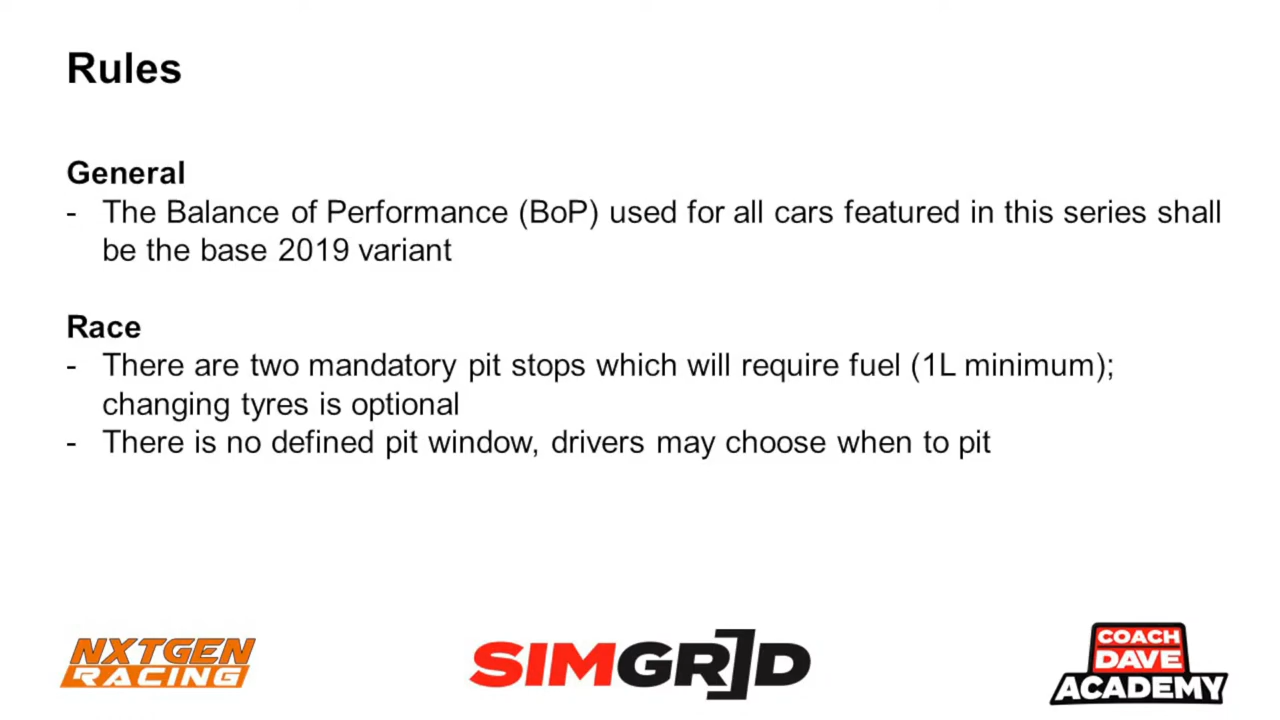 Rules
General
- The Balance of Performance (BoP) used for all cars featured in this series shall
be the base 2019 variant
Race
- There are two mandatory pit stops which will require fuel (1L minimum);
changing tyres is optional
- There is no defined pit window, drivers may choose when to pit
NXTGEN
RACING
SIMGRID
COACH
DAVE
ACADEMY